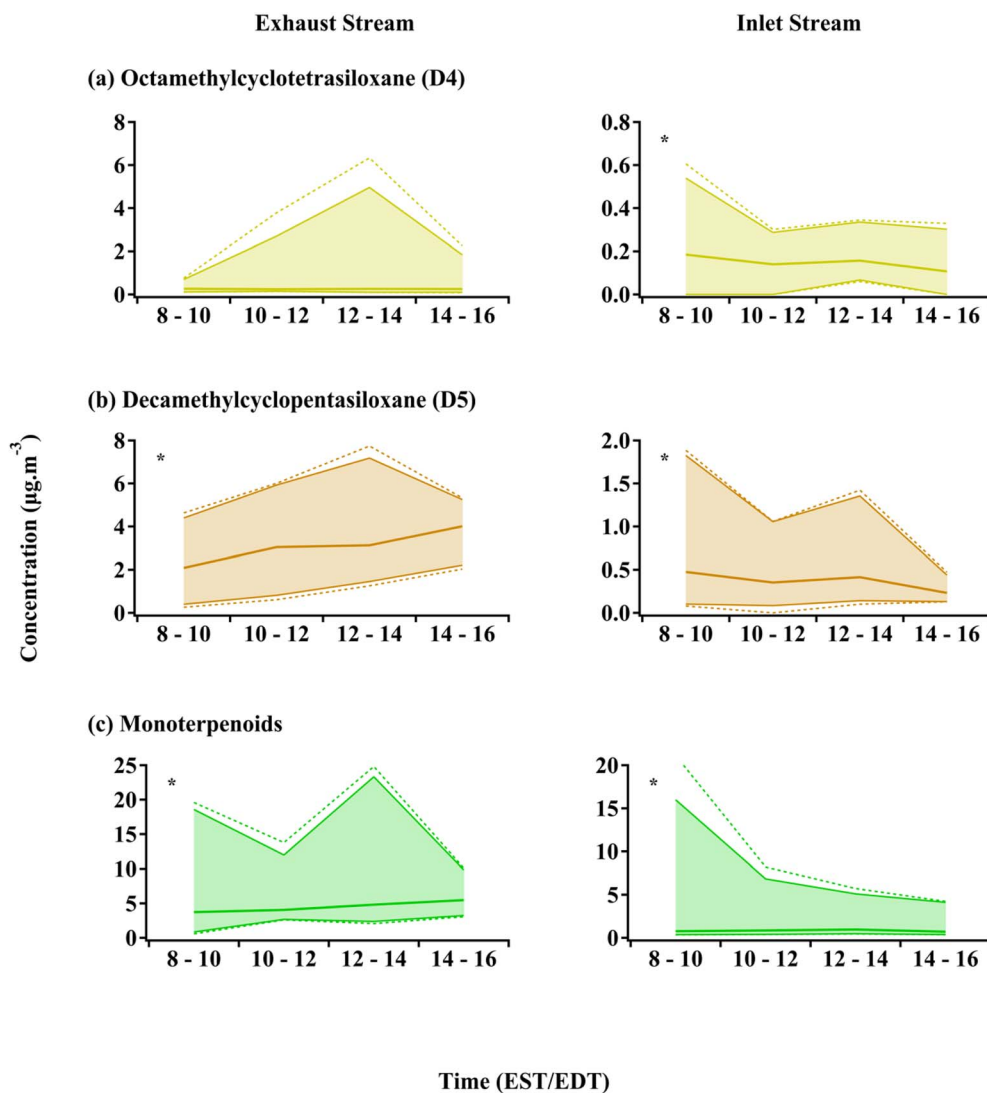 Exhaust Stream
Inlet Stream
(a) Octamethylcyclotetrasiloxane (D4)
8
6
4
2
0
8 - 10 10 - 12 12 - 14 14 - 16
0.8
0.6
0.4
0.2
0.0
*
8 - 10 10 - 12 12 - 14 14 - 16
(b) Decamethylcyclopentasiloxane (D5)
8
6
4
2
0
*
8 - 10 10 - 12 12 - 14 14 - 16
2.0
1.5
1.0
0.5
0.0
*
8 - 10 10 - 12 12 - 14 14 - 16
(c) Monoterpenoids
25
20
15
10
5
0
*
8 - 10 10 - 12 12 - 14 14 - 16
20
15
10
5
0
*
8 - 10 10 - 12 12 - 14 14 - 16
Concentration (µg.m⁻³)
Time (EST/EDT)